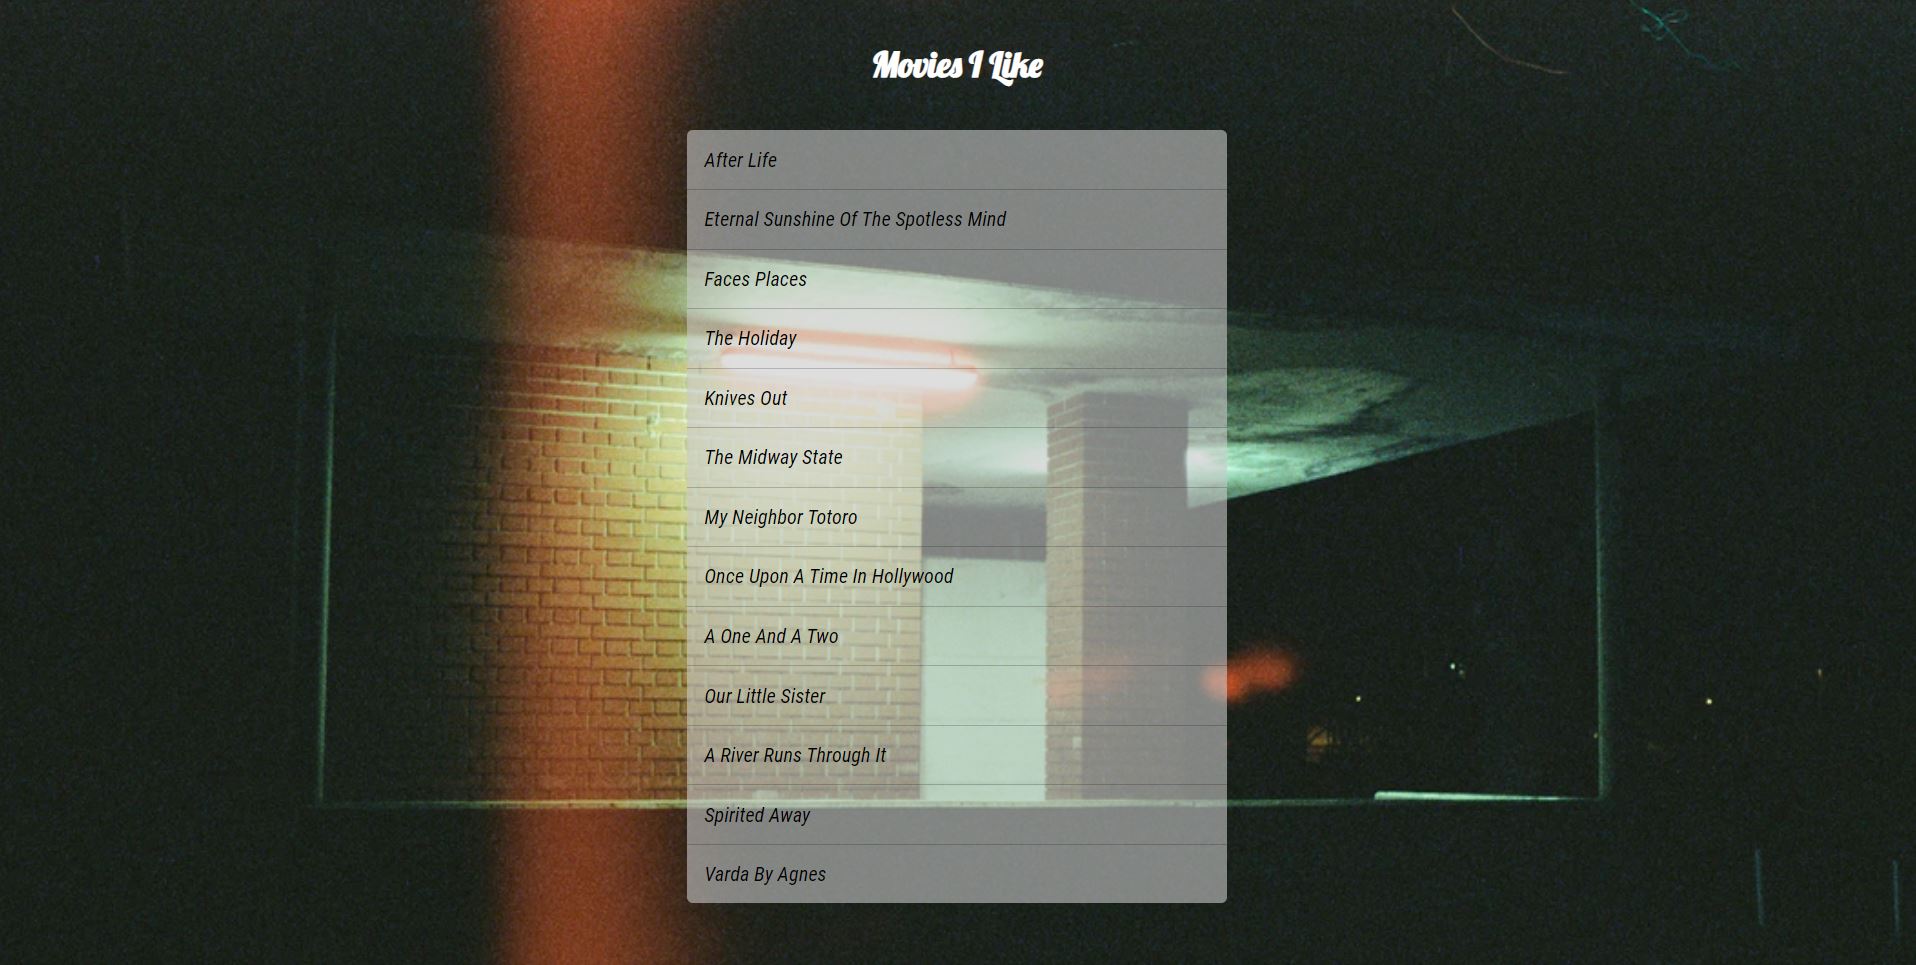 Movies I Like
After Life
Eternal Sunshine Of The Spotless Mind
Faces Places
The Holiday
Knives Out
The Midway State
My Neighbor Totoro
Once Upon A Time In Hollywood
A One And A Two
Our Little Sister
A River Runs Through It
Spirited Away
Varda By Agnes